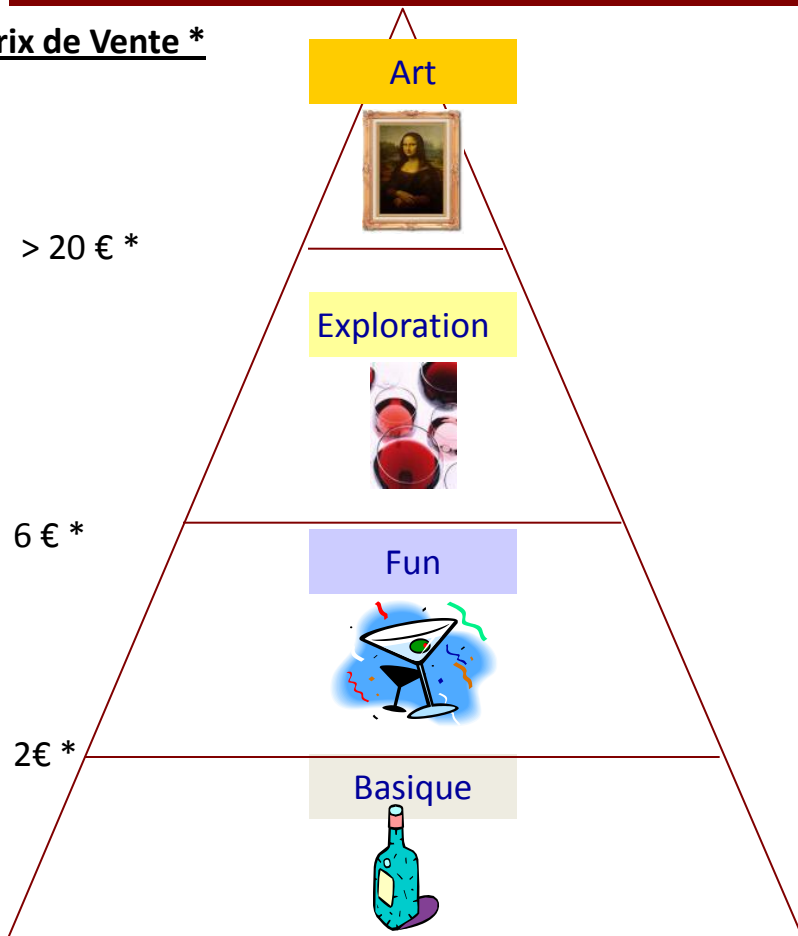 rix de Vente *
Art
> 20 € *
Exploration
6 € *
Fun
2€ *
Basique